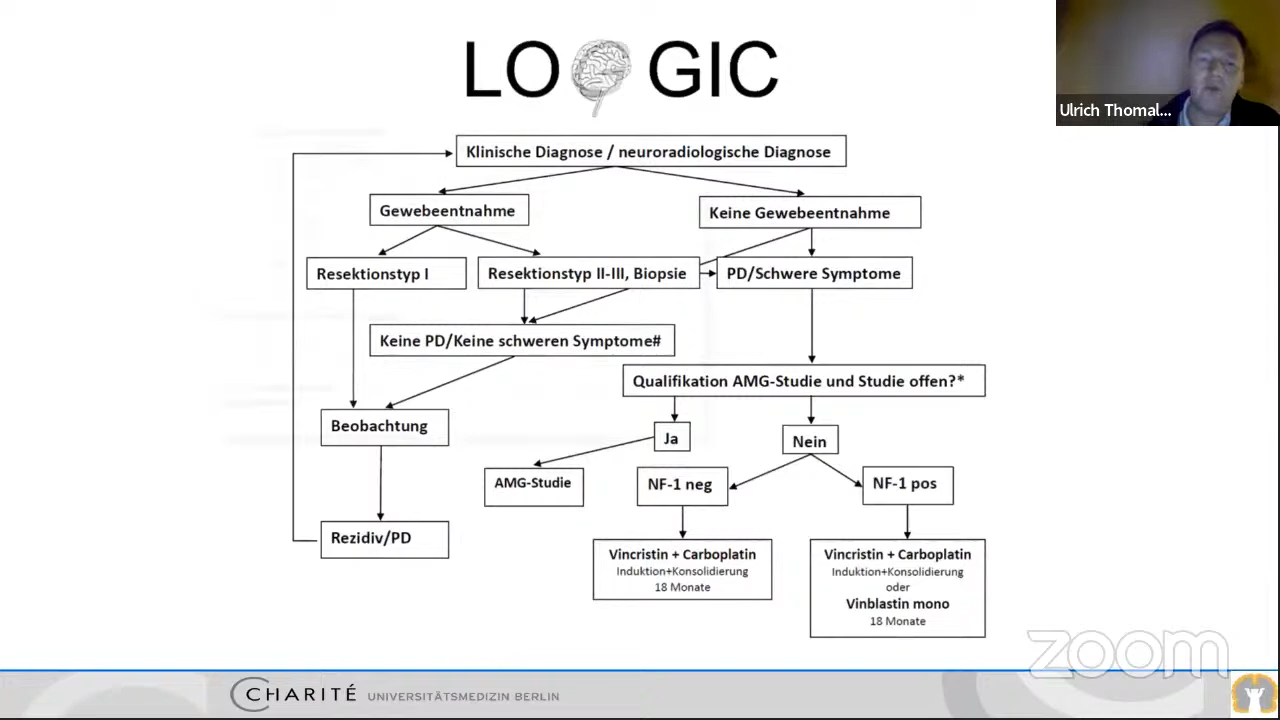 LOGIC
Ulrich Thomal...
Klinische Diagnose / neuroradiologische Diagnose
Gewebeentnahme
Keine Gewebeentnahme
Resektionstyp I
Resektionstyp II-III, Biopsie
PD/Schwere Symptome
Keine PD/Keine schweren Symptome#
Qualifikation AMG-Studie und Studie offen?*
Beobachtung
Ja
Nein
AMG-Studie
NF-1 neg
NF-1 pos
Rezidiv/PD
Vincristin + Carboplatin
Induktion+Konsolidierung
18 Monate
Vincristin + Carboplatin
Induktion+Konsolidierung
oder
Vinblastin mono
18 Monate
zoom
CHARITÉ UNIVERSITÄTSMEDIZIN BERLIN